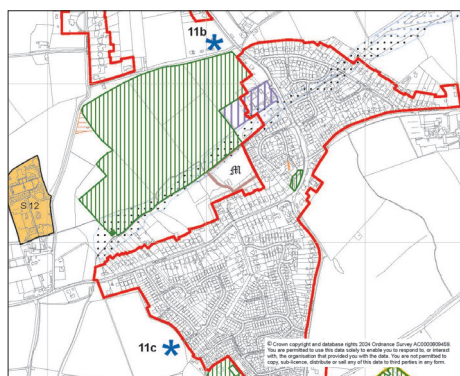 11b
S 12
M
11c
© Crown copyright and database rights 2024 Ordnance Survey AC0000809459.
You are permitted to use this data solely to enable you to respond to, or interact
with, the organisation that provided you with the data. You are not permitted to
copy, sub-licence, distribute or sell any of this data to third parties in any form.